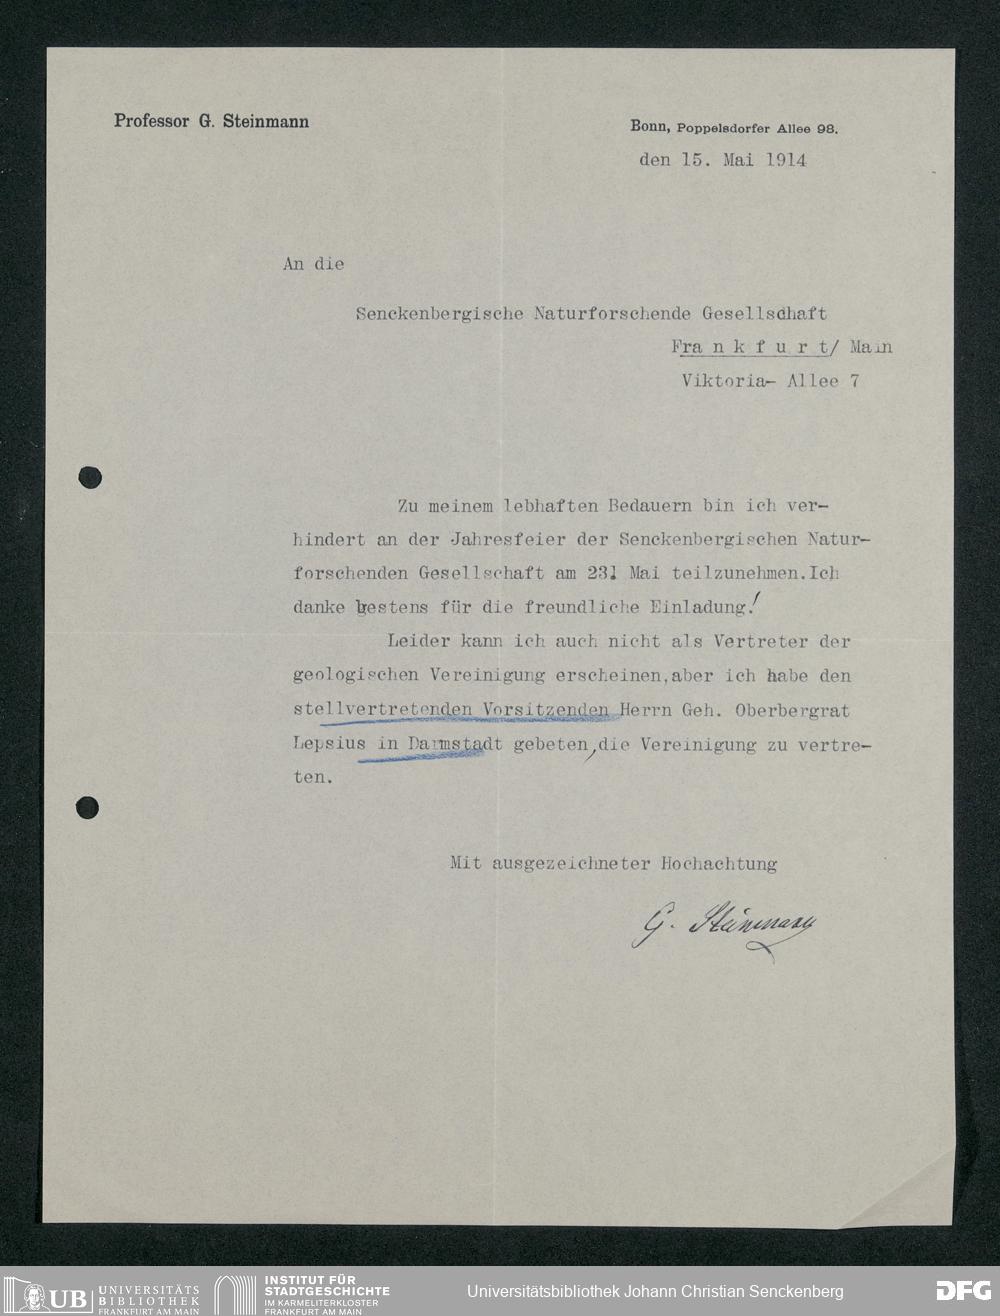 Professor G. Steinmann
Bonn, Poppelsdorfer Allee 98.
den 15. Mai 1914
An die
Senckenbergische Naturforschende Gesellschaft
Fra n k f u r t/ Main
Viktoria- Allee 7
Zu meinem lebhaften Bedauern bin ich ver-
hindert an der Jahresfeier der Senckenbergischen Natur-
forschenden Gesellschaft am 23. Mai teilzunehmen.Ich
danke bestens für die freundliche Einladung!
Leider kann ich auch nicht als Vertreter der
geologischen Vereinigung erscheinen,aber ich habe den
stellvertretenden Vorsitzenden Herrn Geh. Oberbergrat
Lepsius in Darmstadt gebeten,die Vereinigung zu vertre-
ten.
Mit ausgezeichneter Hochachtung
G. Steinmann
UB UNIVERSITÄTS
BIBLIOTHEK
FRANKFURT AM MAIN
INSTITUT FÜR
STADTGESCHICHTE
IM KARMELITERKLOSTER
FRANKFURT AM MAIN
Universitätsbibliothek Johann Christian Senckenberg
DFG